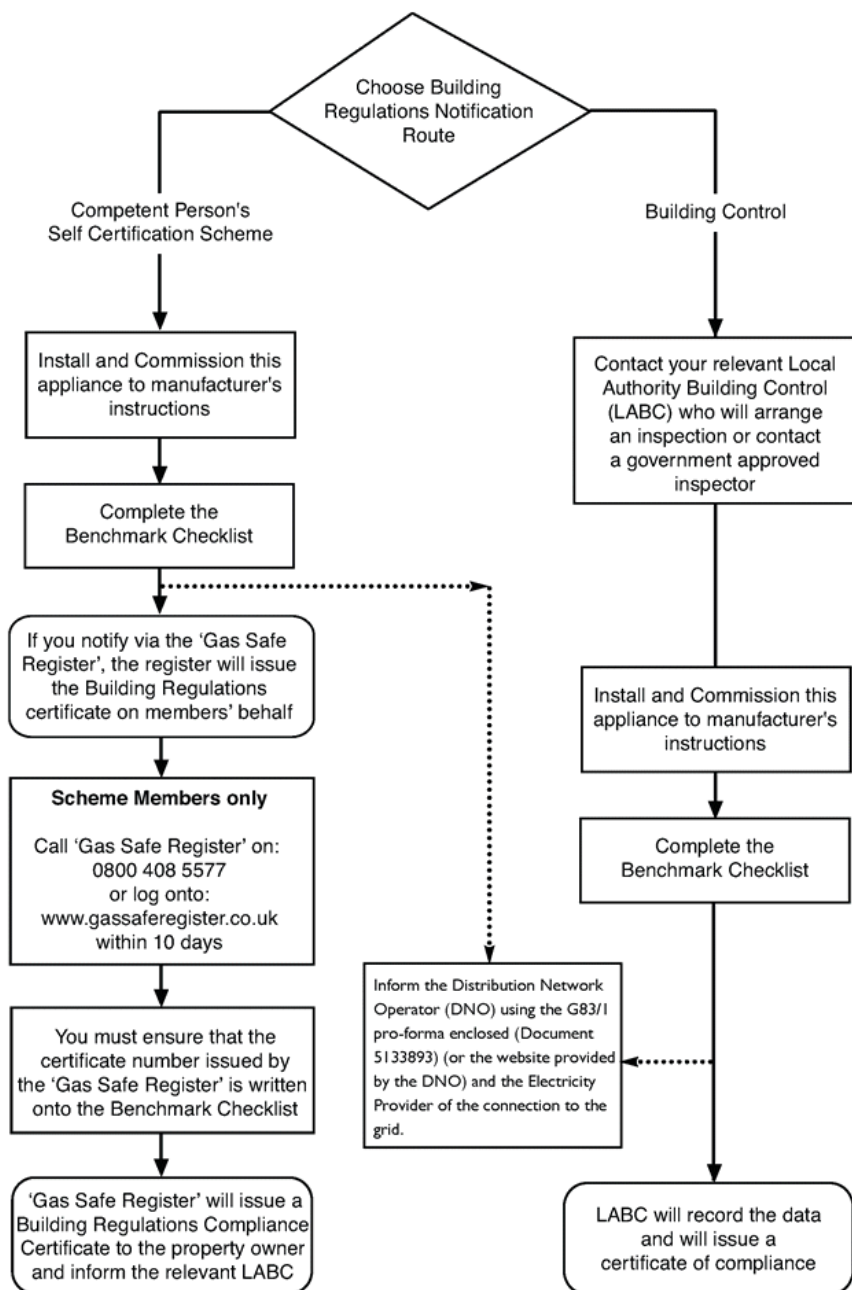 Choose Building
Regulations Notification
Route
Competent Person's
Self Certification Scheme
Building Control
Install and Commission this
appliance to manufacturer's
instructions
Complete the
Benchmark Checklist
If you notify via the ‘Gas Safe
Register’, the register will issue
the Building Regulations
certificate on members’ behalf
Scheme Members only
Call ‘Gas Safe Register’ on:
0800 408 5577
or log onto:
www.gassaferegister.co.uk
within 10 days
You must ensure that the
certificate number issued by
the ‘Gas Safe Register’ is written
onto the Benchmark Checklist
‘Gas Safe Register’ will issue a
Building Regulations Compliance
Certificate to the property owner
and inform the relevant LABC
Inform the Distribution Network
Operator (DNO) using the G83/1
pro-forma enclosed (Document
5133893) (or the website provided
by the DNO) and the Electricity
Provider of the connection to the
grid.
Contact your relevant Local
Authority Building Control
(LABC) who will arrange
an inspection or contact
a government approved
inspector
Install and Commission this
appliance to manufacturer's
instructions
Complete the
Benchmark Checklist
LABC will record the data
and will issue a
certificate of compliance